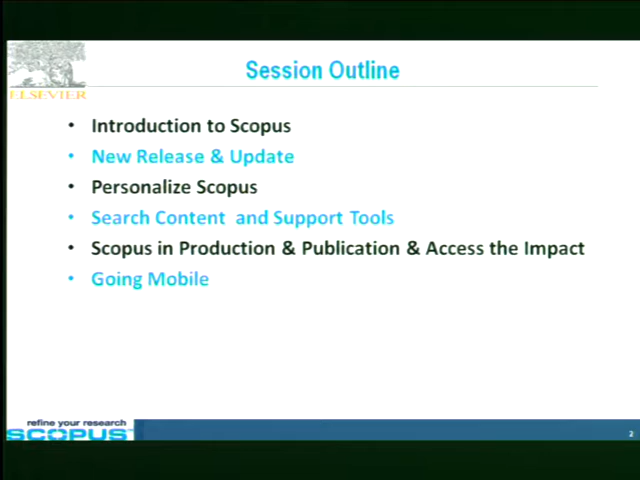 Session Outline
ELSEVIER
• Introduction to Scopus
• New Release & Update
• Personalize Scopus
• Search Content and Support Tools
• Scopus in Production & Publication & Access the Impact
• Going Mobile
refine your research
SCOPUS™
2